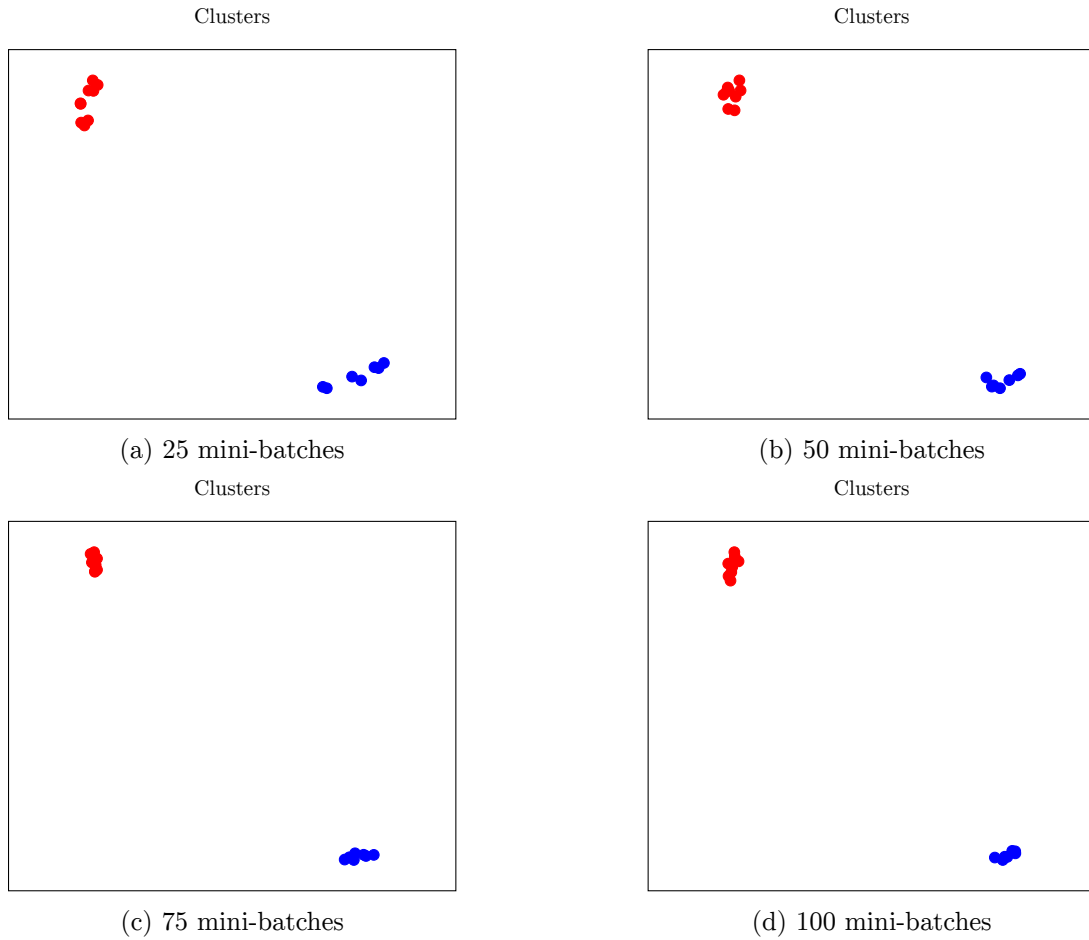 Clusters
Clusters
(a) 25 mini-batches
(b) 50 mini-batches
Clusters
Clusters
(c) 75 mini-batches
(d) 100 mini-batches